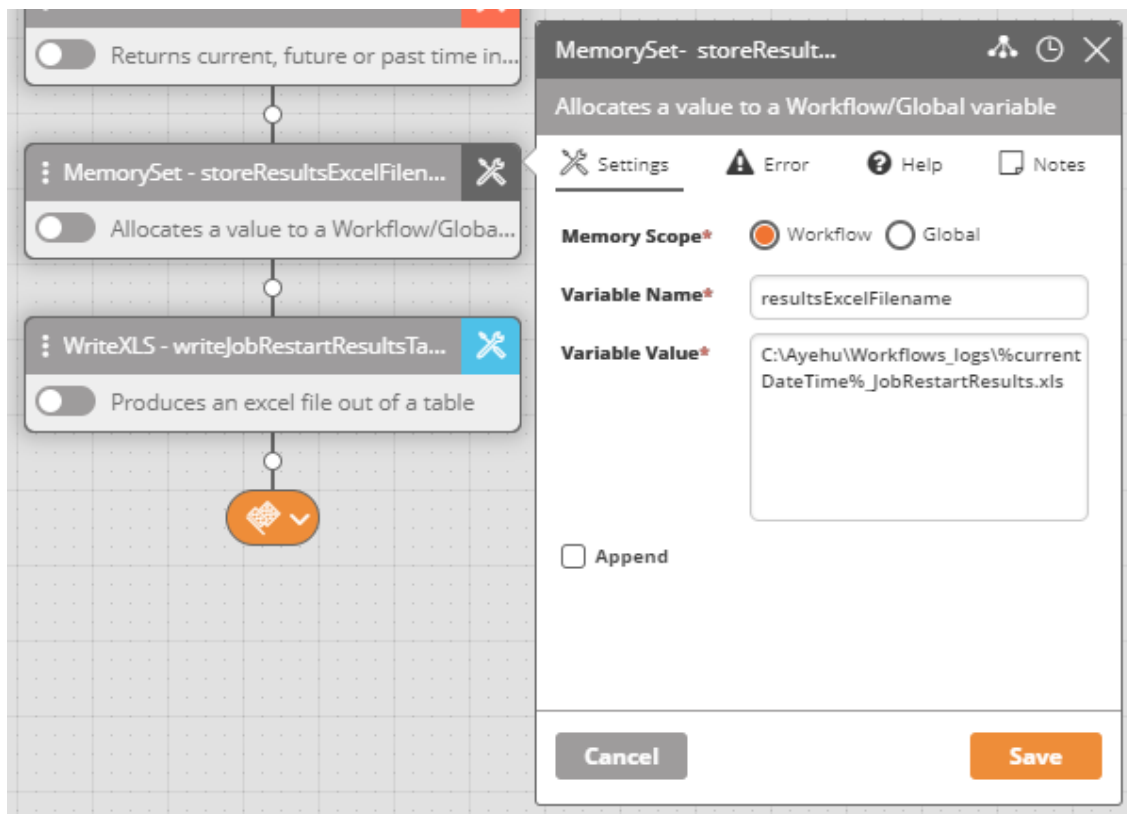 Returns current, future or past time in...
MemorySet - storeResultsExcelFilen...
Allocates a value to a Workflow/Globa...
WriteXLS - writeJobRestartResultsTa...
Produces an excel file out of a table
MemorySet- storeResult...
Allocates a value to a Workflow/Global variable
Settings Error Help Notes
Memory Scope* Workflow Global
Variable Name* resultsExcelFilename
Variable Value* C:\Ayehu\Workflows_logs\%current
DateTime%_JobRestartResults.xls
Append
Cancel Save